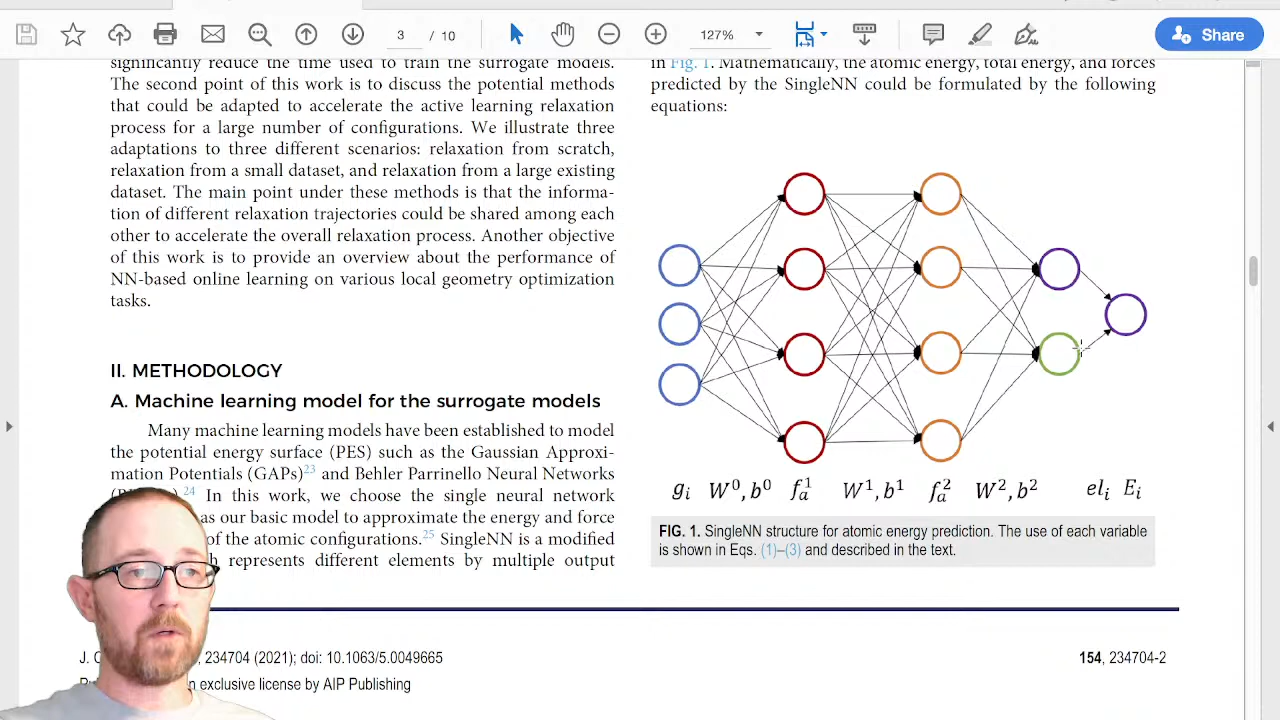 3 / 10
127%
Share
significantly reduce the time used to train the surrogate models.
The second point of this work is to discuss the potential methods
that could be adapted to accelerate the active learning relaxation
process for a large number of configurations. We illustrate three
adaptations to three different scenarios: relaxation from scratch,
relaxation from a small dataset, and relaxation from a large existing
dataset. The main point under these methods is that the informa-
tion of different relaxation trajectories could be shared among each
other to accelerate the overall relaxation process. Another objective
of this work is to provide an overview about the performance of
NN-based online learning on various local geometry optimization
tasks.
II. METHODOLOGY
A. Machine learning model for the surrogate models
Many machine learning models have been established to model
the potential energy surface (PES) such as the Gaussian Approxi-
mation Potentials (GAPs)23 and Behler Parrinello Neural Networks
24 In this work, we choose the single neural network
as our basic model to approximate the energy and force
of the atomic configurations.25 SingleNN is a modified
represents different elements by multiple output
in Fig. 1. Mathematically, the atomic energy, total energy, and forces
predicted by the SingleNN could be formulated by the following
equations:
gᵢ W⁰, b⁰ fₐ¹ W¹, b¹ fₐ² W², b² elᵢ Eᵢ
FIG. 1. SingleNN structure for atomic energy prediction. The use of each variable
is shown in Eqs. (1)–(3) and described in the text.
J. 234704 (2021); doi: 10.1063/5.0049665
154, 234704-2
exclusive license by AIP Publishing